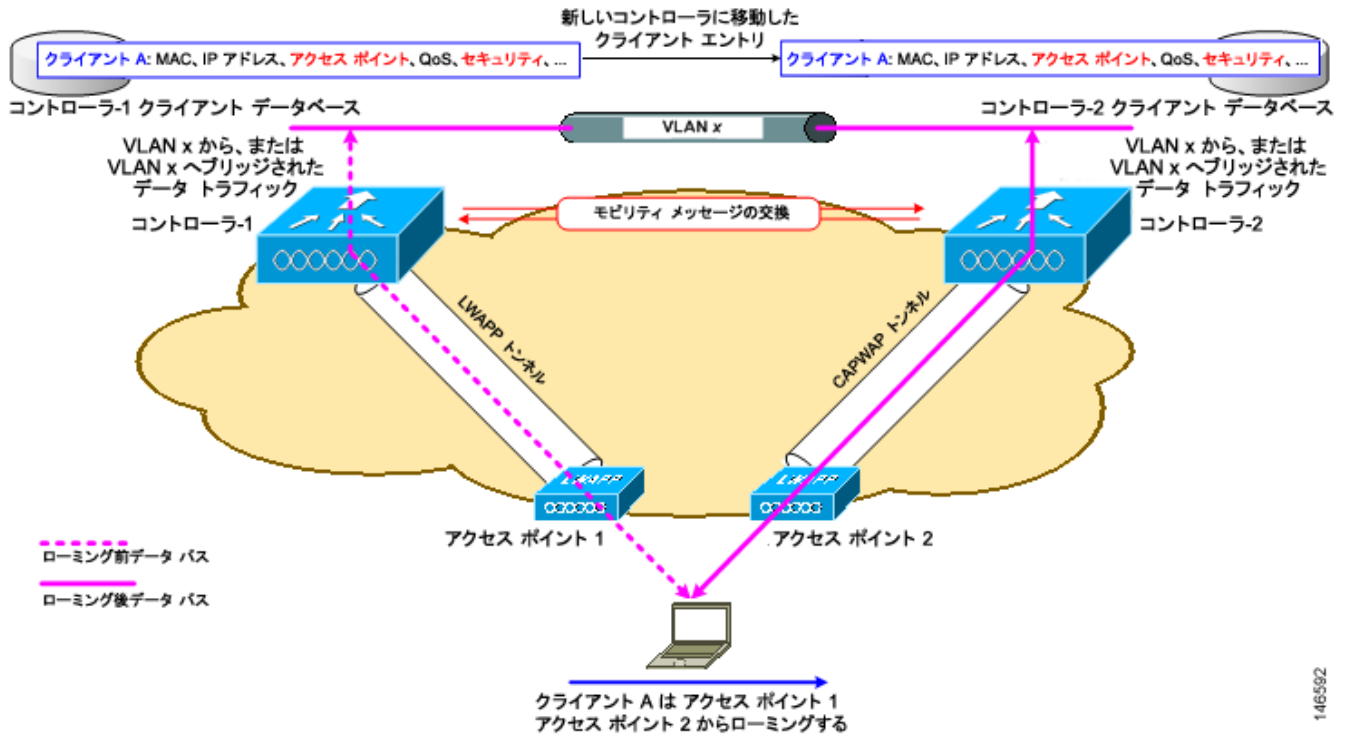 新しいコントローラに移動した
クライアント エントリ
クライアント A: MAC、IP アドレス、アクセス ポイント、QoS、セキュリティ、...
クライアント A: MAC、IP アドレス、アクセス ポイント、QoS、セキュリティ、...
コントローラ-1 クライアント データベース
コントローラ-2 クライアント データベース
VLAN x
VLAN x から、または
VLAN x へブリッジされた
データ トラフィック
VLAN x から、または
VLAN x へブリッジされた
データ トラフィック
コントローラ-1
モビリティ メッセージの交換
コントローラ-2
LWAPP トンネル
CAPWAP トンネル
LWAPP
LWAPP
アクセス ポイント 1
アクセス ポイント 2
ローミング前データ パス
ローミング後データ パス
クライアント A は アクセス ポイント 1
アクセス ポイント 2 からローミングする
146592